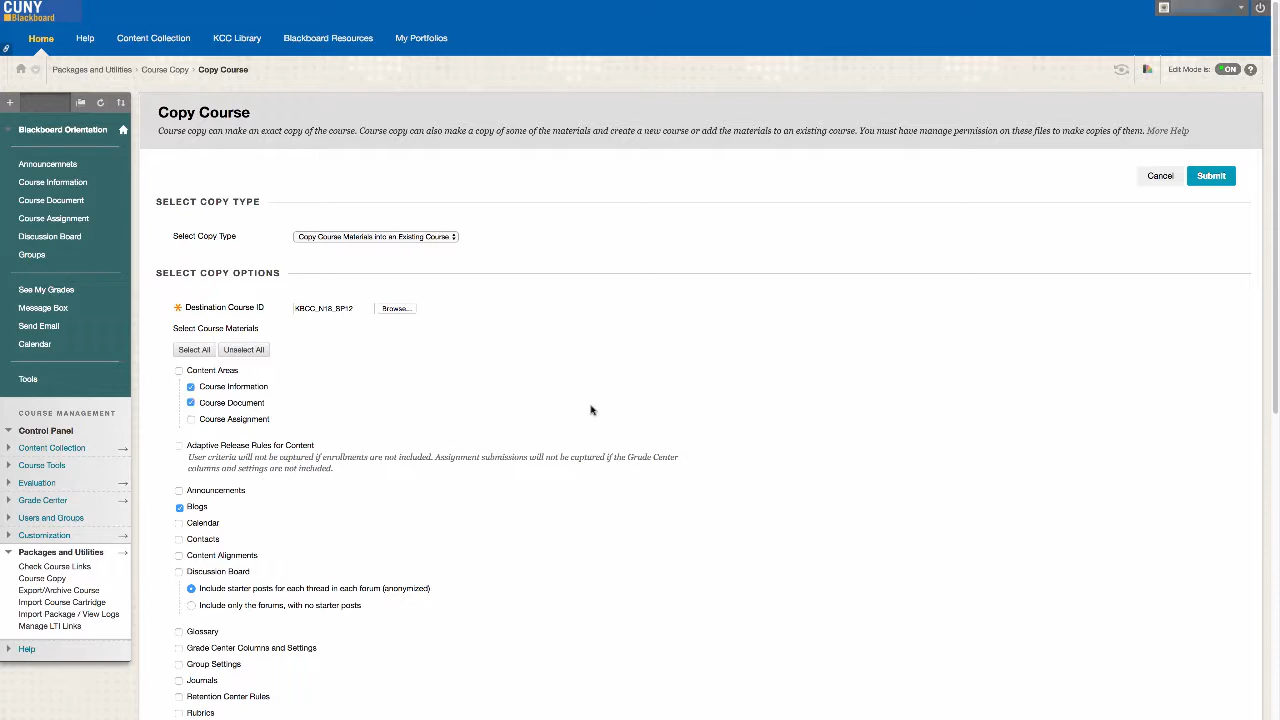 CUNY
Blackboard
Home Help Content Collection KCC Library Blackboard Resources My Portfolios
Packages and Utilities › Course Copy › Copy Course
Edit Mode is: ON ?
Blackboard Orientation
Announcemnets
Course Information
Course Document
Course Assignment
Discussion Board
Groups
See My Grades
Message Box
Send Email
Calendar
Tools
COURSE MANAGEMENT
Control Panel
Content Collection
Course Tools
Evaluation
Grade Center
Users and Groups
Customization
Packages and Utilities
Check Course Links
Course Copy
Export/Archive Course
Import Course Cartridge
Import Package / View Logs
Manage LTI Links
Help
Copy Course
Course copy can make an exact copy of the course. Course copy can also make a copy of some of the materials and create a new course or add the materials to an existing course. You must have manage permission on these files to make copies of them. More Help
Cancel Submit
SELECT COPY TYPE
Select Copy Type Copy Course Materials into an Existing Course
SELECT COPY OPTIONS
Destination Course ID KBCC_N18_SP12 Browse...
Select Course Materials
Select All Unselect All
Content Areas
Course Information
Course Document
Course Assignment
Adaptive Release Rules for Content
User criteria will not be captured if enrollments are not included. Assignment submissions will not be captured if the Grade Center
columns and settings are not included.
Announcements
Blogs
Calendar
Contacts
Content Alignments
Discussion Board
Include starter posts for each thread in each forum (anonymized)
Include only the forums, with no starter posts
Glossary
Grade Center Columns and Settings
Group Settings
Journals
Retention Center Rules
Rubrics